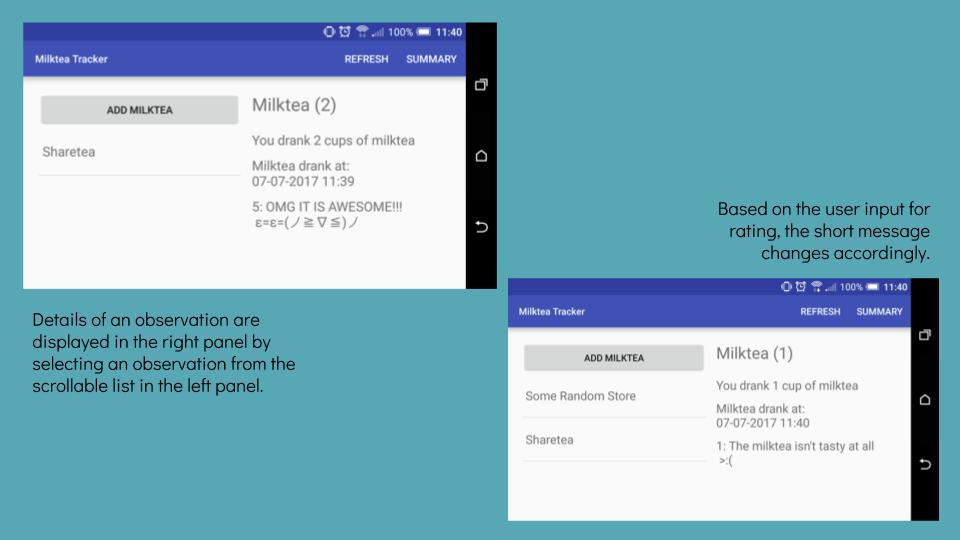 100% 11:40
Milktea Tracker REFRESH SUMMARY
ADD MILKTEA
Sharetea
Milktea (2)
You drank 2 cups of milktea
Milktea drank at:
07-07-2017 11:39
5: OMG IT IS AWESOME!!!
ε=ε=(ノ≧∇≦)ノ
Details of an observation are
displayed in the right panel by
selecting an observation from the
scrollable list in the left panel.
Based on the user input for
rating, the short message
changes accordingly.
100% 11:40
Milktea Tracker REFRESH SUMMARY
ADD MILKTEA
Some Random Store
Sharetea
Milktea (1)
You drank 1 cup of milktea
Milktea drank at:
07-07-2017 11:40
1: The milktea isn't tasty at all
>:(